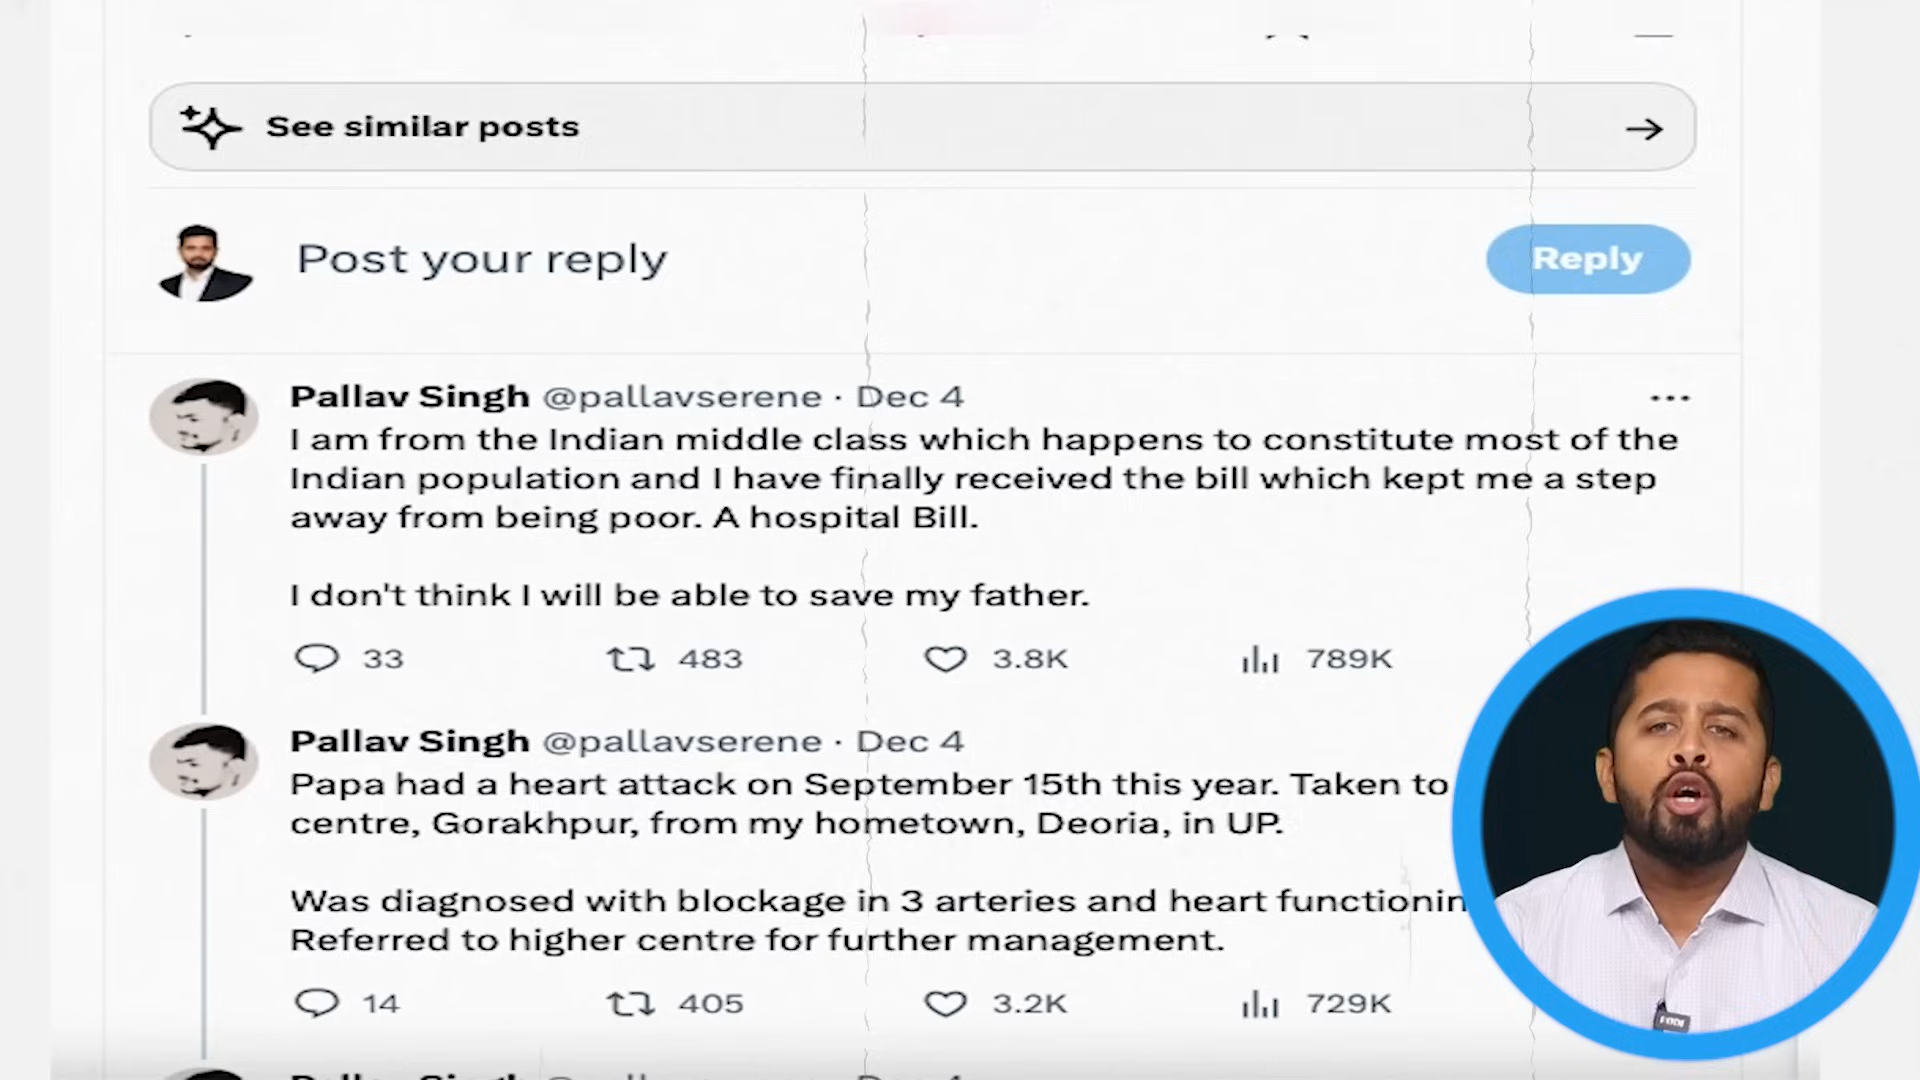 See similar posts
Post your reply
Reply
Pallav Singh @pallavserene · Dec 4
I am from the Indian middle class which happens to constitute most of the
Indian population and I have finally received the bill which kept me a step
away from being poor. A hospital Bill.
I don't think I will be able to save my father.
33 483 3.8K 789K
Pallav Singh @pallavserene · Dec 4
Papa had a heart attack on September 15th this year. Taken to
centre, Gorakhpur, from my hometown, Deoria, in UP.
Was diagnosed with blockage in 3 arteries and heart
Referred to higher centre for further management.
14 405 3.2K 729K